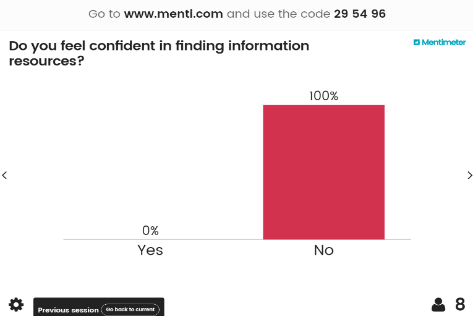 Go to www.menti.com and use the code 29 54 96
Do you feel confident in finding information
resources?
Mentimeter
100%
0%
Yes
No
Previous session
Go back to current
8